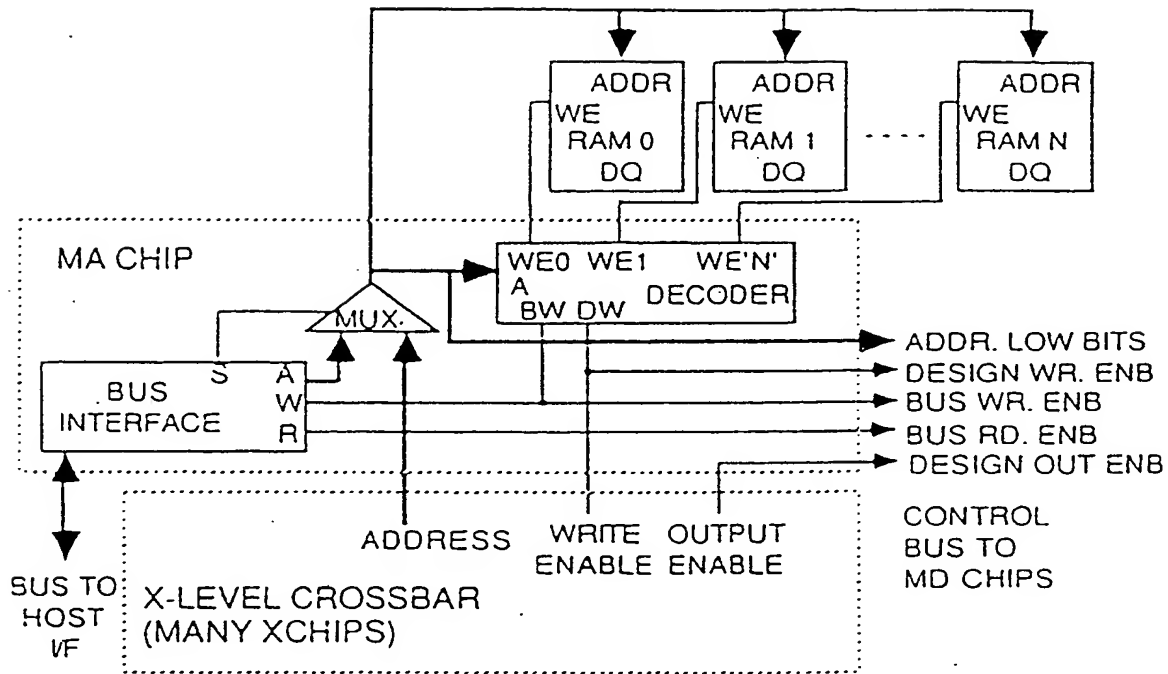 ADDR ADDR ADDR
WE WE WE
RAM 0 RAM 1 RAM N
DQ DQ DQ
MA CHIP
WE0 WE1 WE'N'
A DECODER
BW DW
MUX
S A
BUS W
INTERFACE R
ADDR. LOW BITS
DESIGN WR. ENB
BUS WR. ENB
BUS RD. ENB
DESIGN OUT ENB
ADDRESS
WRITE OUTPUT
ENABLE ENABLE
CONTROL
BUS TO
MD CHIPS
BUS TO
HOST
I/F
X-LEVEL CROSSBAR
(MANY XCHIPS)